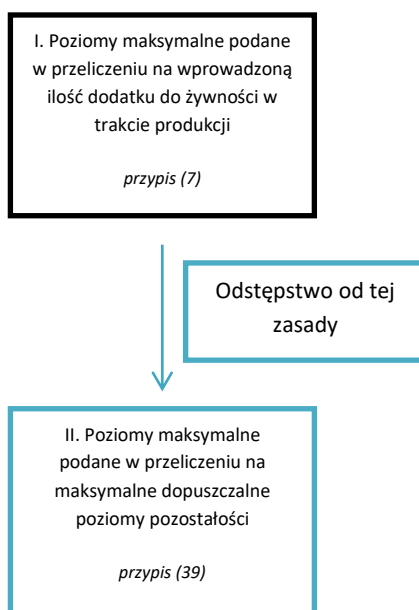 I. Poziomy maksymalne podane
w przeliczeniu na wprowadzoną
ilość dodatku do żywności w
trakcie produkcji
przypis (7)
Odstępstwo od tej
zasady
II. Poziomy maksymalne
podane w przeliczeniu na
maksymalne dopuszczalne
poziomy pozostałości
przypis (39)